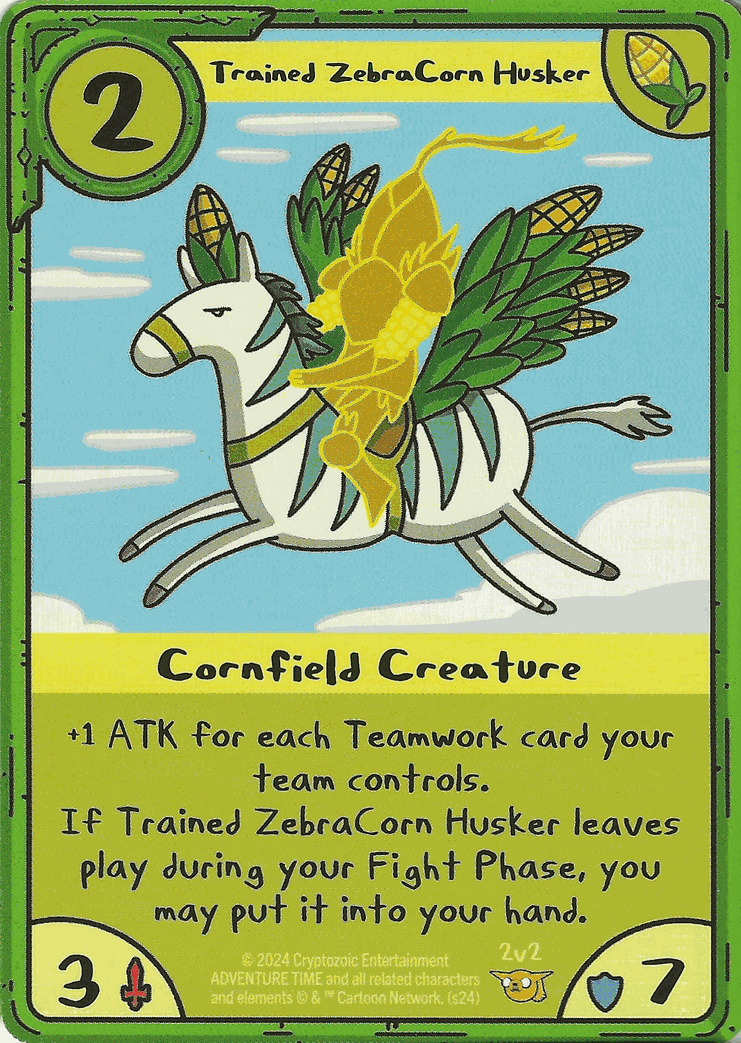 2
Trained ZebraCorn Husker
Cornfield Creature
+1 ATK for each Teamwork card your
team controls.
If Trained ZebraCorn Husker leaves
play during your Fight Phase, you
may put it into your hand.
3
© 2024 Cryptozoic Entertainment
ADVENTURE TIME and all related characters
and elements © & ™ Cartoon Network. (s24)
2v2
7